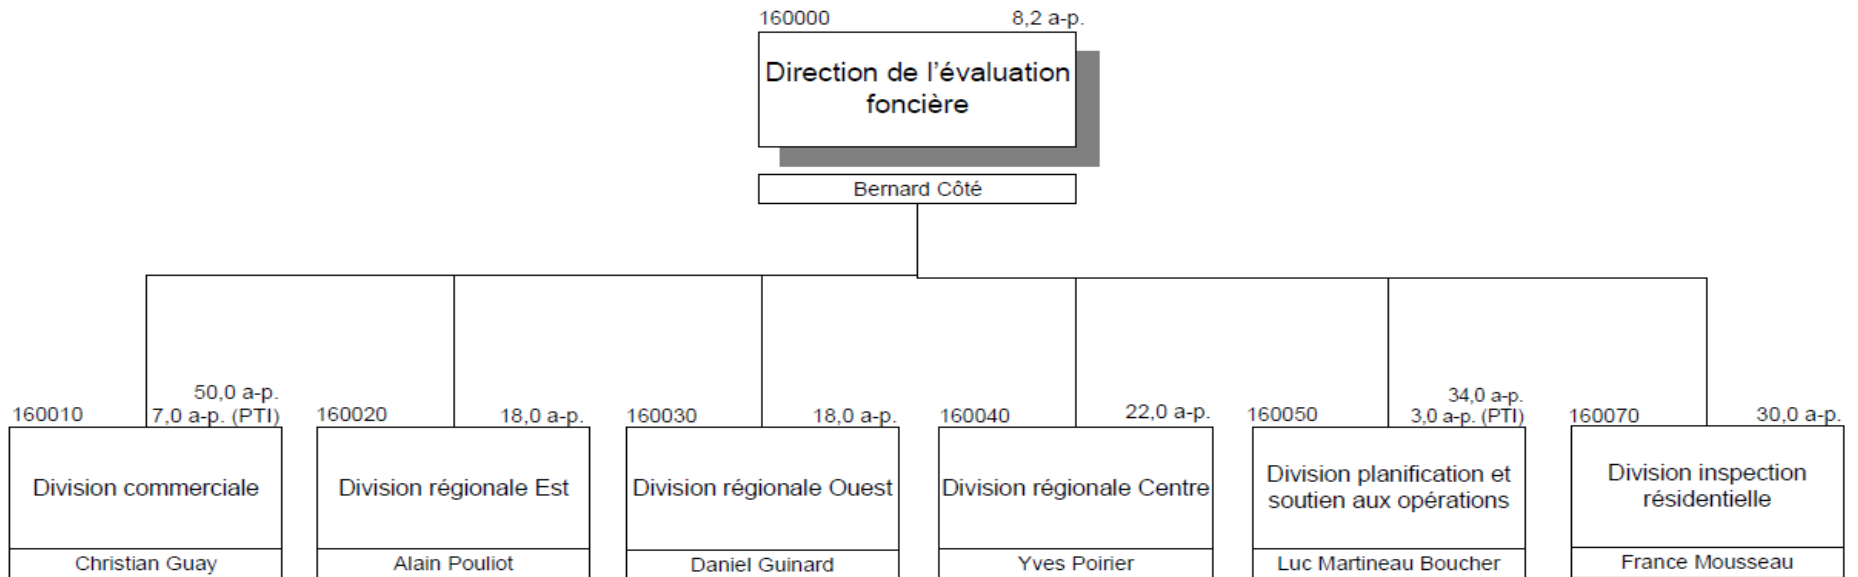 160000 8,2 a-p.
Direction de l'évaluation
foncière
Bernard Côté
50,0 a-p.
160010 7,0 a-p. (PTI)
Division commerciale
Christian Guay
160020 18,0 a-p.
Division régionale Est
Alain Pouliot
160030 18,0 a-p.
Division régionale Ouest
Daniel Guinard
160040 22,0 a-p.
Division régionale Centre
Yves Poirier
34,0 a-p.
160050 3,0 a-p. (PTI)
Division planification et
soutien aux opérations
Luc Martineau Boucher
160070 30,0 a-p.
Division inspection
résidentielle
France Mousseau